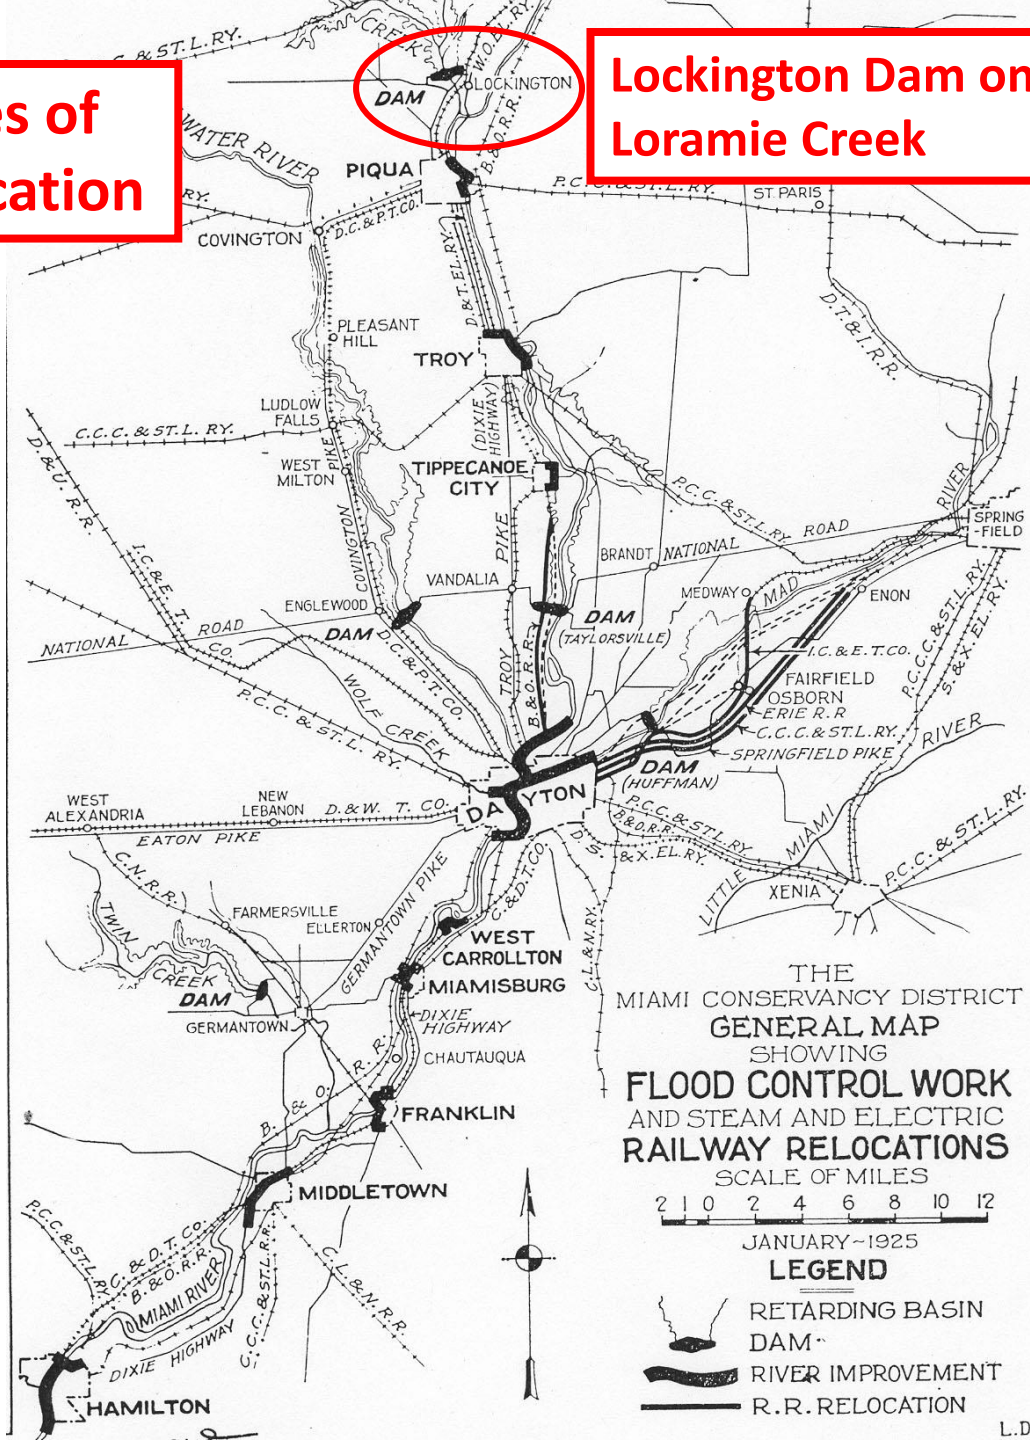 C. & ST. L. RY.
CREEK
W. O. EL. RY.
LOCKINGTON
DAM
Lockington Dam on
Loramie Creek
es of
cation
WATER RIVER
B. & O. R. R.
PIQUA
P. C. C. & ST. L. RY.
ST. PARIS
RY.
D. C. & P. T. CO.
COVINGTON
D. & T. EL. RY.
D. T. & I. R. R.
PLEASANT
HILL
TROY
LUDLOW
FALLS
C. C. C. & ST. L. RY.
(DIXIE
HIGHWAY)
D. & U. R. R.
WEST
MILTON
PIKE
TIPPECANOE
CITY
P. C. C. & ST. L. RY.
RIVER
SPRING
-FIELD
COVINGTON
PIKE
BRANDT
NATIONAL
ROAD
I. C. & E. T.
CO.
VANDALIA
MEDWAY
MAD
ENON
ENGLEWOOD
DAM
DAM
(TAYLORSVILLE)
NATIONAL
ROAD
D. C. & P. T. CO.
B. & O. R. R.
TROY
I. C. & E. T. CO.
P. C. C. & ST. L. RY.
S. & X. EL. RY.
WOLF CREEK
FAIRFIELD
OSBORN
ERIE R. R
C. C. C. & ST. L. RY.
SPRINGFIELD PIKE
P. C. C. & ST. L. RY.
RIVER
DAM
(HUFFMAN)
DAYTON
WEST
ALEXANDRIA
NEW
LEBANON
D. & W. T. CO.
EATON PIKE
P. C. C. & ST. L. RY.
B. & O. R. R.
D. S.
& X. EL. RY.
MIAMI
LITTLE
XENIA
P. C. C. & ST. L. RY.
C. N. R. R.
GERMANTOWN PIKE
C. & D. T. CO.
C. L. & N. RY.
TWIN
CREEK
FARMERSVILLE
ELLERTON
WEST
CARROLLTON
MIAMISBURG
DAM
GERMANTOWN
DIXIE
HIGHWAY
CHAUTAUQUA
B. & O. R. R.
FRANKLIN
MIDDLETOWN
THE
MIAMI CONSERVANCY DISTRICT
GENERAL MAP
SHOWING
FLOOD CONTROL WORK
AND STEAM AND ELECTRIC
RAILWAY RELOCATIONS
SCALE OF MILES
2 1 0 2 4 6 8 10 12
JANUARY~1925
LEGEND
RETARDING BASIN
DAM
RIVER IMPROVEMENT
R. R. RELOCATION
P. C. C. & ST. L. RY.
C. & D. T. CO.
B. & O. R. R.
MIAMI RIVER
DIXIE HIGHWAY
C. C. C. & ST. L. R. R.
C. L. & N. R. R.
HAMILTON
L. D